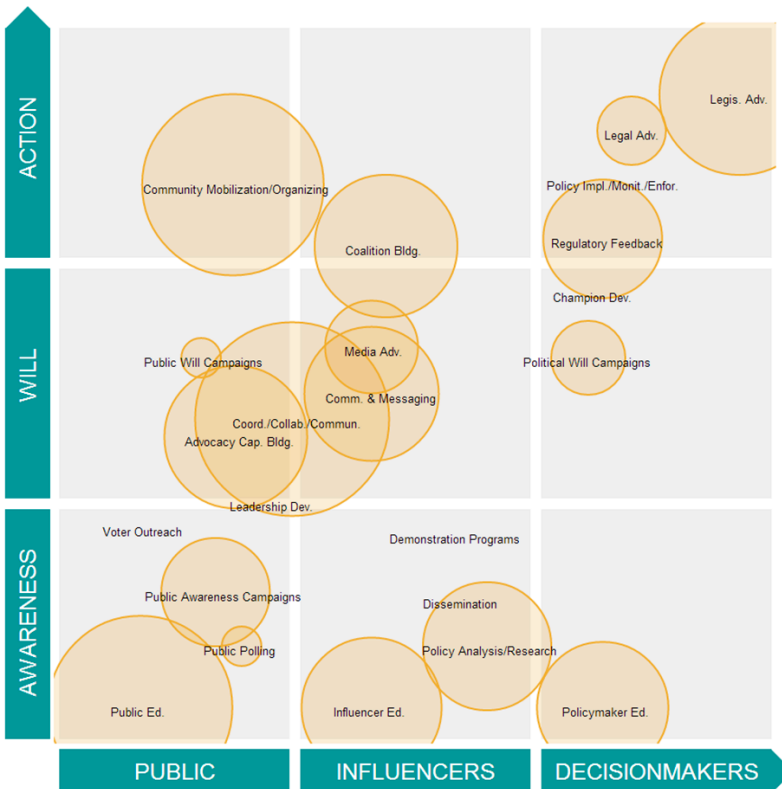 ACTION
Legis. Adv.
Legal Adv.
Community Mobilization/Organizing
Policy Impl./Monit./Enfor.
Coalition Bldg.
Regulatory Feedback
WILL
Champion Dev.
Public Will Campaigns
Media Adv.
Political Will Campaigns
Comm. & Messaging
Coord./Collab./Commun.
Advocacy Cap. Bldg.
Leadership Dev.
AWARENESS
Voter Outreach
Demonstration Programs
Public Awareness Campaigns
Dissemination
Public Polling
Policy Analysis/Research
Public Ed.
Influencer Ed.
Policymaker Ed.
PUBLIC
INFLUENCERS
DECISIONMAKERS